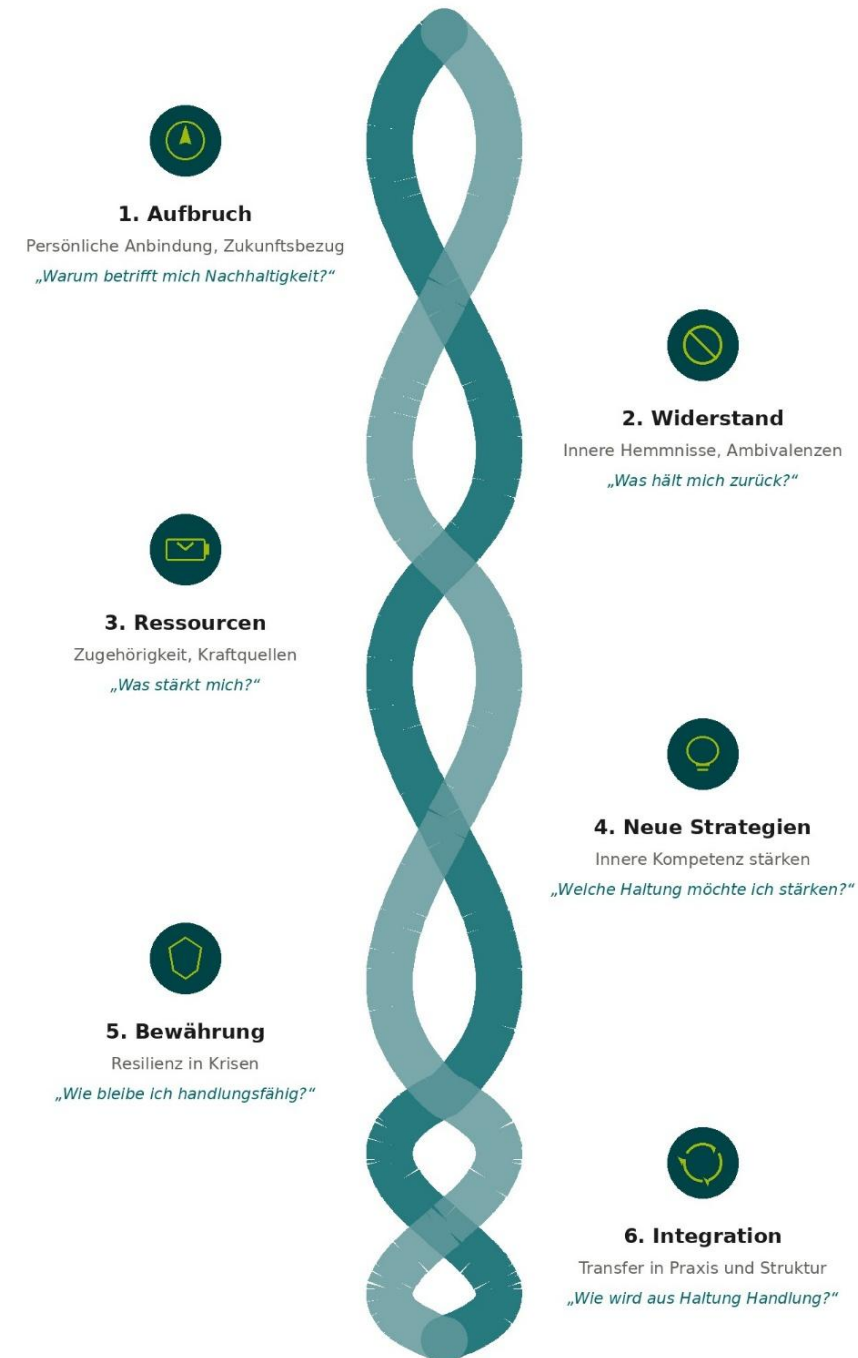 1. Aufbruch
Persönliche Anbindung, Zukunftsbezug
„Warum betrifft mich Nachhaltigkeit?“
2. Widerstand
Innere Hemmnisse, Ambivalenzen
„Was hält mich zurück?“
3. Ressourcen
Zugehörigkeit, Kraftquellen
„Was stärkt mich?“
4. Neue Strategien
Innere Kompetenz stärken
„Welche Haltung möchte ich stärken?“
5. Bewährung
Resilienz in Krisen
„Wie bleibe ich handlungsfähig?“
6. Integration
Transfer in Praxis und Struktur
„Wie wird aus Haltung Handlung?“